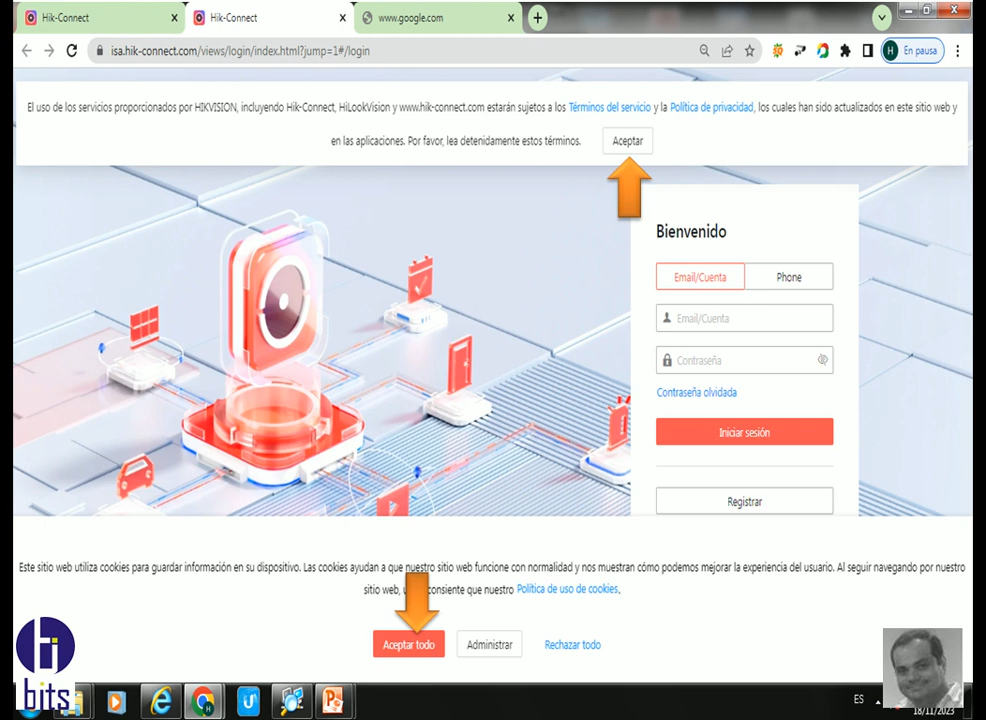 Hik-Connect
Hik-Connect
www.google.com
isa.hik-connect.com/views/login/index.html?jump=1#/login
H En pausa
El uso de los servicios proporcionados por HIKVISION, incluyendo Hik-Connect, HiLookVision y www.hik-connect.com estarán sujetos a los Términos del servicio y la Política de privacidad, los cuales han sido actualizados en este sitio web y
en las aplicaciones. Por favor, lea detenidamente estos términos.
Aceptar
Bienvenido
Email/Cuenta
Phone
Email/Cuenta
Contraseña
Contraseña olvidada
Iniciar sesión
Registrar
Este sitio web utiliza cookies para guardar información en su dispositivo. Las cookies ayudan a que nuestro sitio web funcione con normalidad y nos muestran cómo podemos mejorar la experiencia del usuario. Al seguir navegando por nuestro
sitio web, consiente que nuestro Política de uso de cookies.
Aceptar todo
Administrar
Rechazar todo
hi
bits
ES
18/11/2023